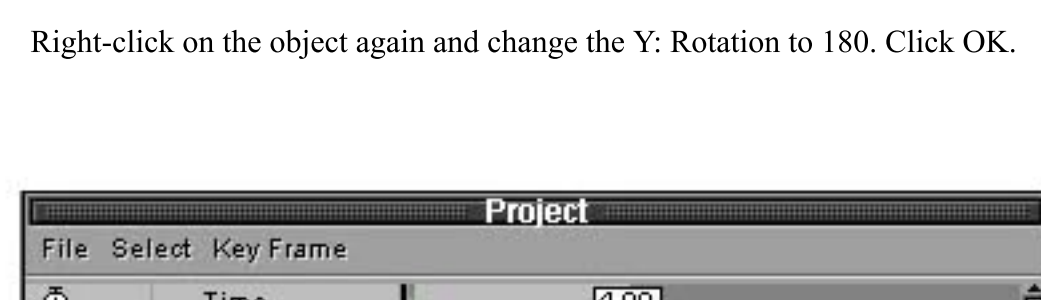 Right-click on the object again and change the Y: Rotation to 180. Click OK.
Project
File Select Key Frame
Time 4.00